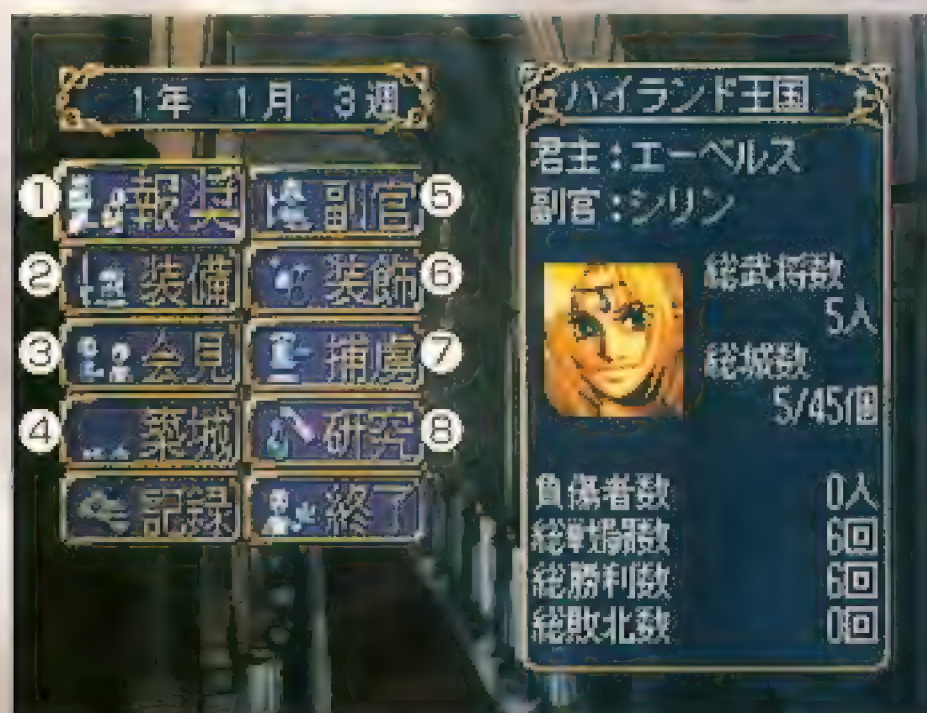 1年 1月 3週
① 報奨 副官 ⑤
② 装備 装飾 ⑥
③ 会見 捕虜 ⑦
④ 築城 研究 ⑧
記録 終了
ハイランド王国
君主:エーベルス
副官:シリン
総武将数
5人
総城数
5/45個
負傷者数 0人
総戦闘数 6回
総勝利数 6回
総敗北数 0回